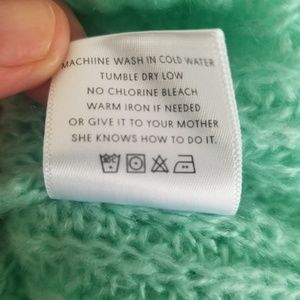 MACHIINE WASH IN COLD WATER
TUMBLE DRY LOW
NO CHLORINE BLEACH
WARM IRON IF NEEDED
OR GIVE IT TO YOUR MOTHER
SHE KNOWS HOW TO DO IT.